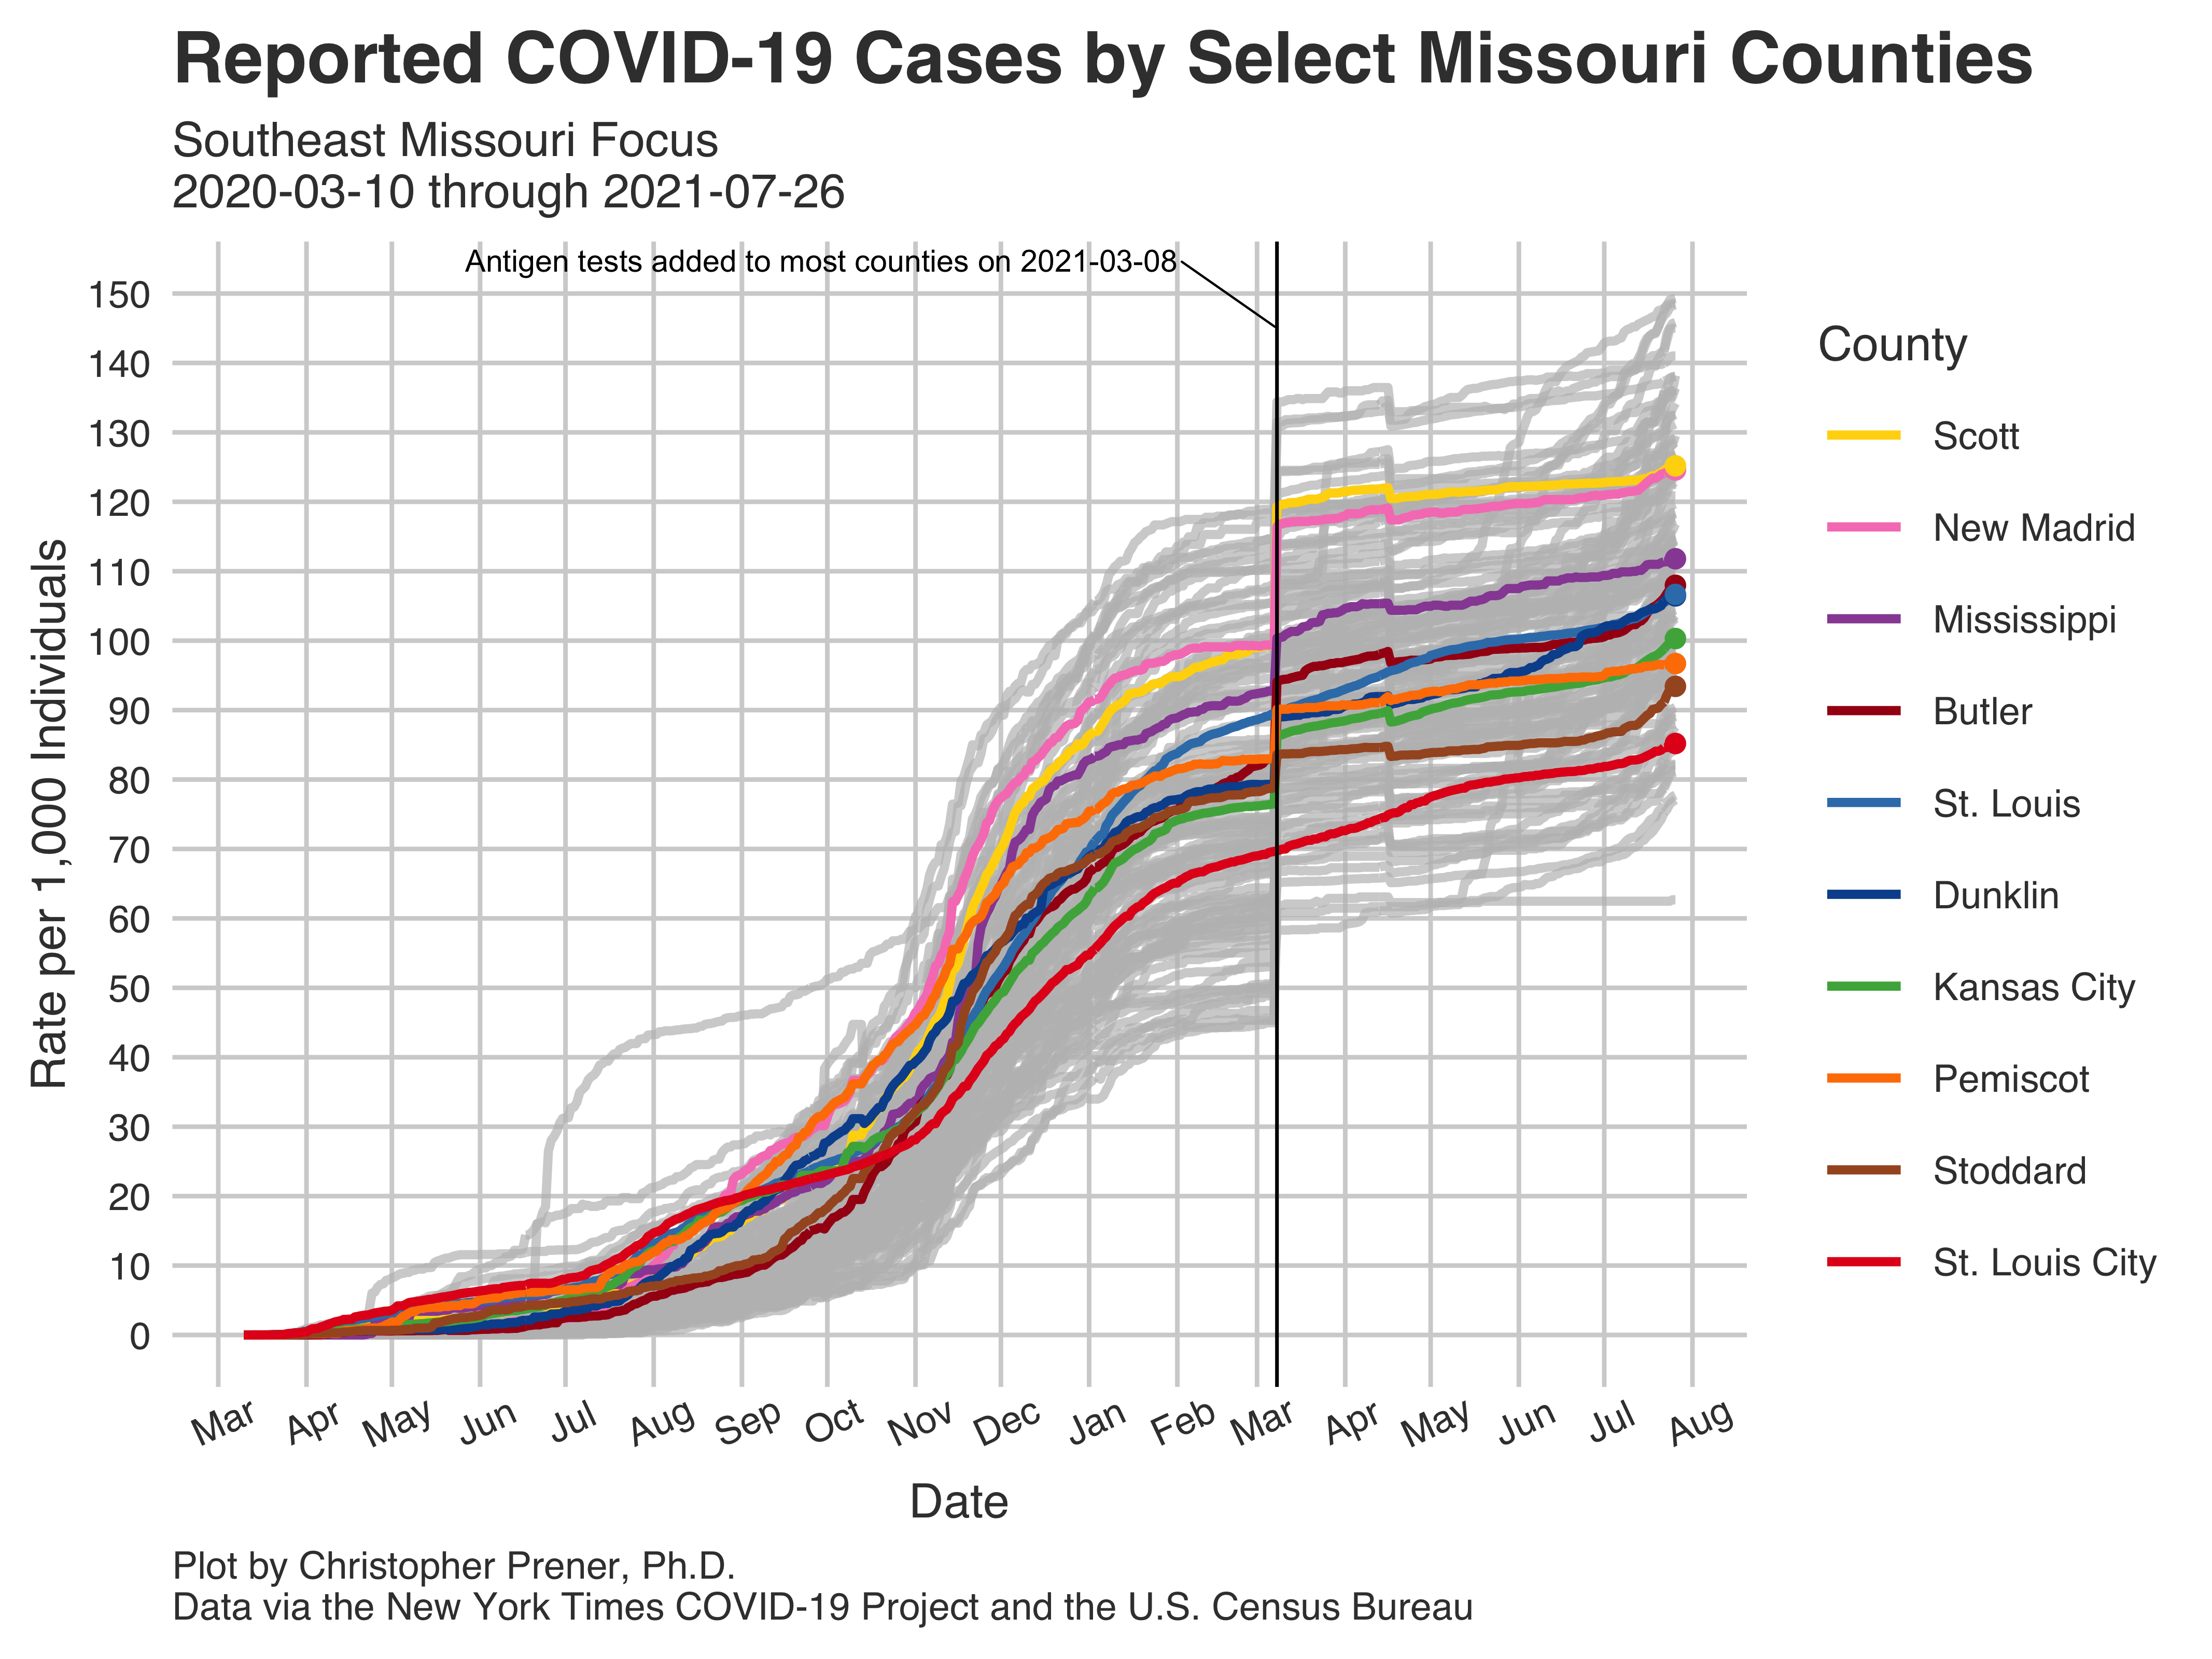 Reported COVID-19 Cases by Select Missouri Counties
Southeast Missouri Focus
2020-03-10 through 2021-07-26
Antigen tests added to most counties on 2021-03-08
150
140
130
120
110
100
90
80
70
60
50
40
30
20
10
0
Rate per 1,000 Individuals
Mar Apr May Jun Jul Aug Sep Oct Nov Dec Jan Feb Mar Apr May Jun Jul Aug
Date
County
Scott
New Madrid
Mississippi
Butler
St. Louis
Dunklin
Kansas City
Pemiscot
Stoddard
St. Louis City
Plot by Christopher Prener, Ph.D.
Data via the New York Times COVID-19 Project and the U.S. Census Bureau